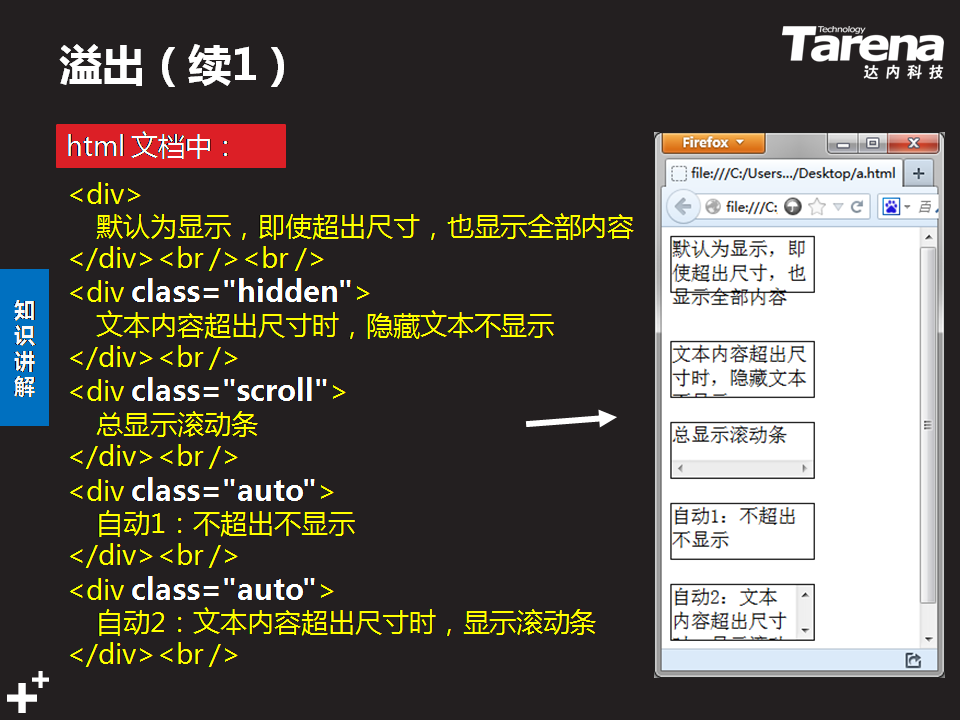 溢出（续1）
Technology
Tarena
达内科技
html 文档中：
<div>
默认为显示，即使超出尺寸，也显示全部内容
</div><br /><br />
<div class="hidden">
文本内容超出尺寸时，隐藏文本不显示
</div><br />
<div class="scroll">
总显示滚动条
</div><br />
<div class="auto">
自动1：不超出不显示
</div><br />
<div class="auto">
自动2：文本内容超出尺寸时，显示滚动条
</div><br />
知识讲解
Firefox
file:///C:/Users.../Desktop/a.html
file:///C:
百
默认为显示，即
使超出尺寸，也
显示全部内容
文本内容超出尺
寸时，隐藏文本
总显示滚动条
自动1：不超出
不显示
自动2：文本
内容超出尺寸